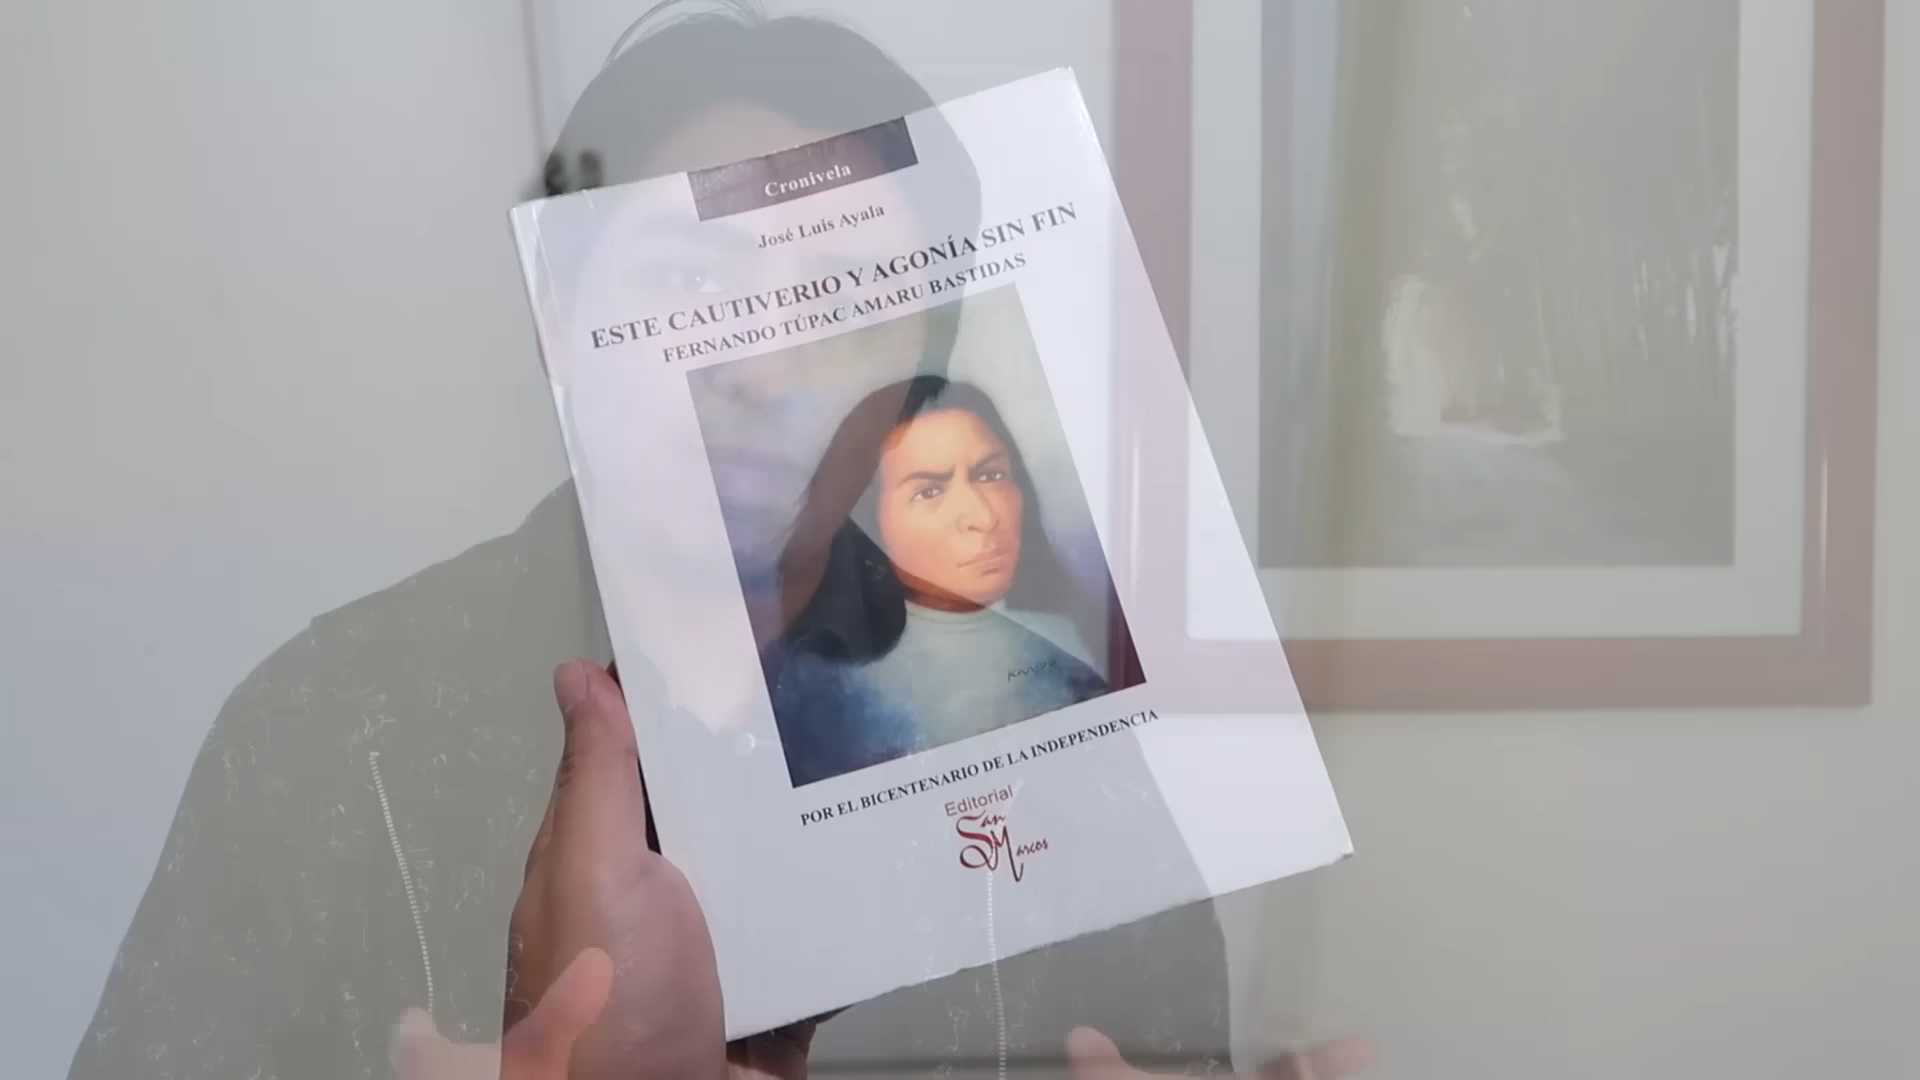 Cronivela
José Luis Ayala
ESTE CAUTIVERIO Y AGONÍA SIN FIN
FERNANDO TÚPAC AMARU BASTIDAS
POR EL BICENTENARIO DE LA INDEPENDENCIA
Editorial
San
Marcos